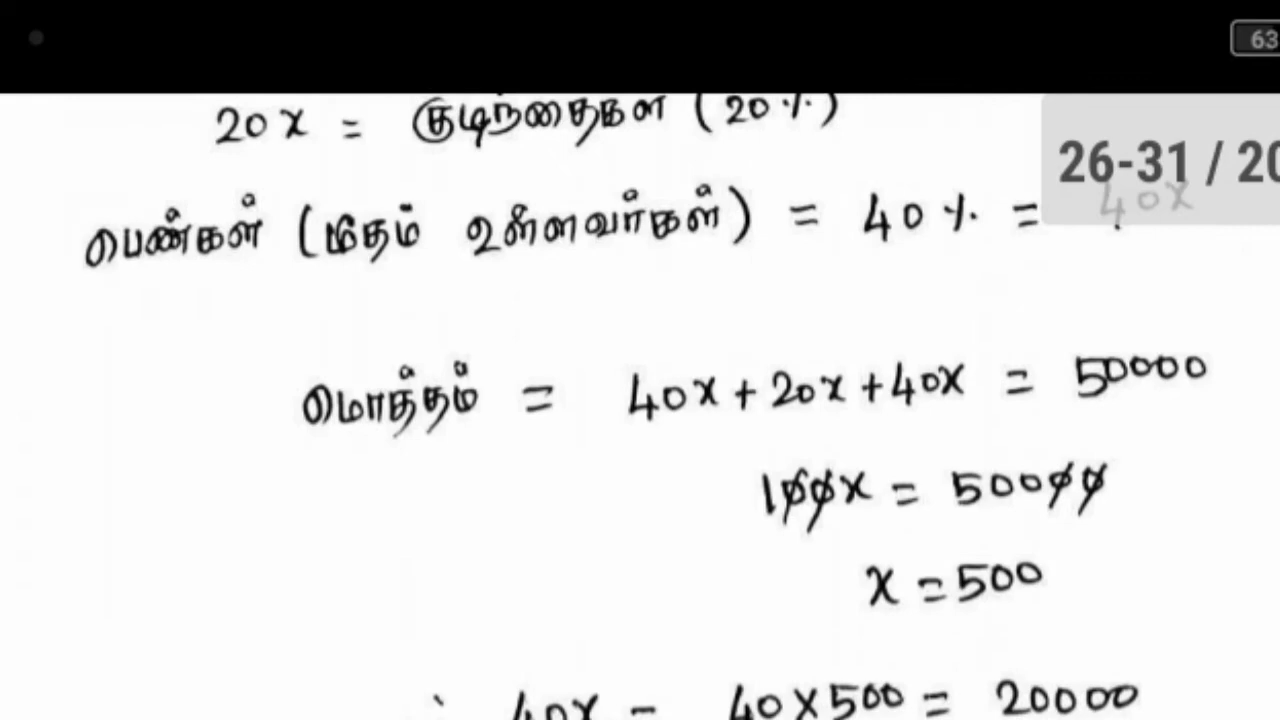 63
20x = குழந்தைகள் (20%)
26-31 / 20
பெண்கள் (மீதம் உள்ளவர்கள்) = 40% = 40x
மொத்தம் = 40x + 20x + 40x = 50000
100x = 50000
x = 500
∴ 40x = 40X500 = 20000